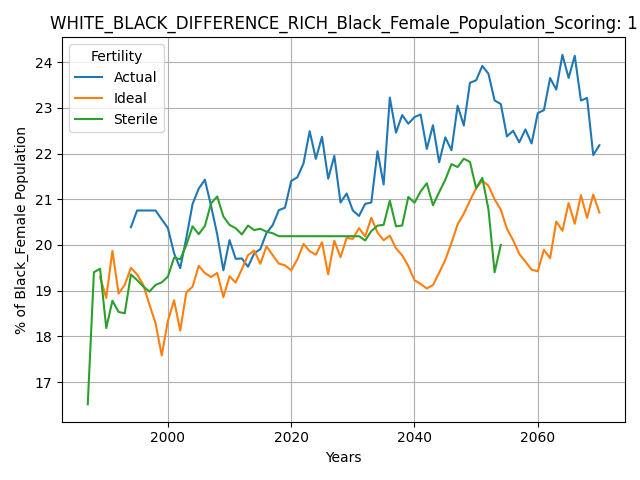 WHITE_BLACK_DIFFERENCE_RICH_Black_Female_Population_Scoring: 1
Fertility
Actual
Ideal
Sterile
% of Black_Female Population
24
23
22
21
20
19
18
17
2000
2020
2040
2060
Years